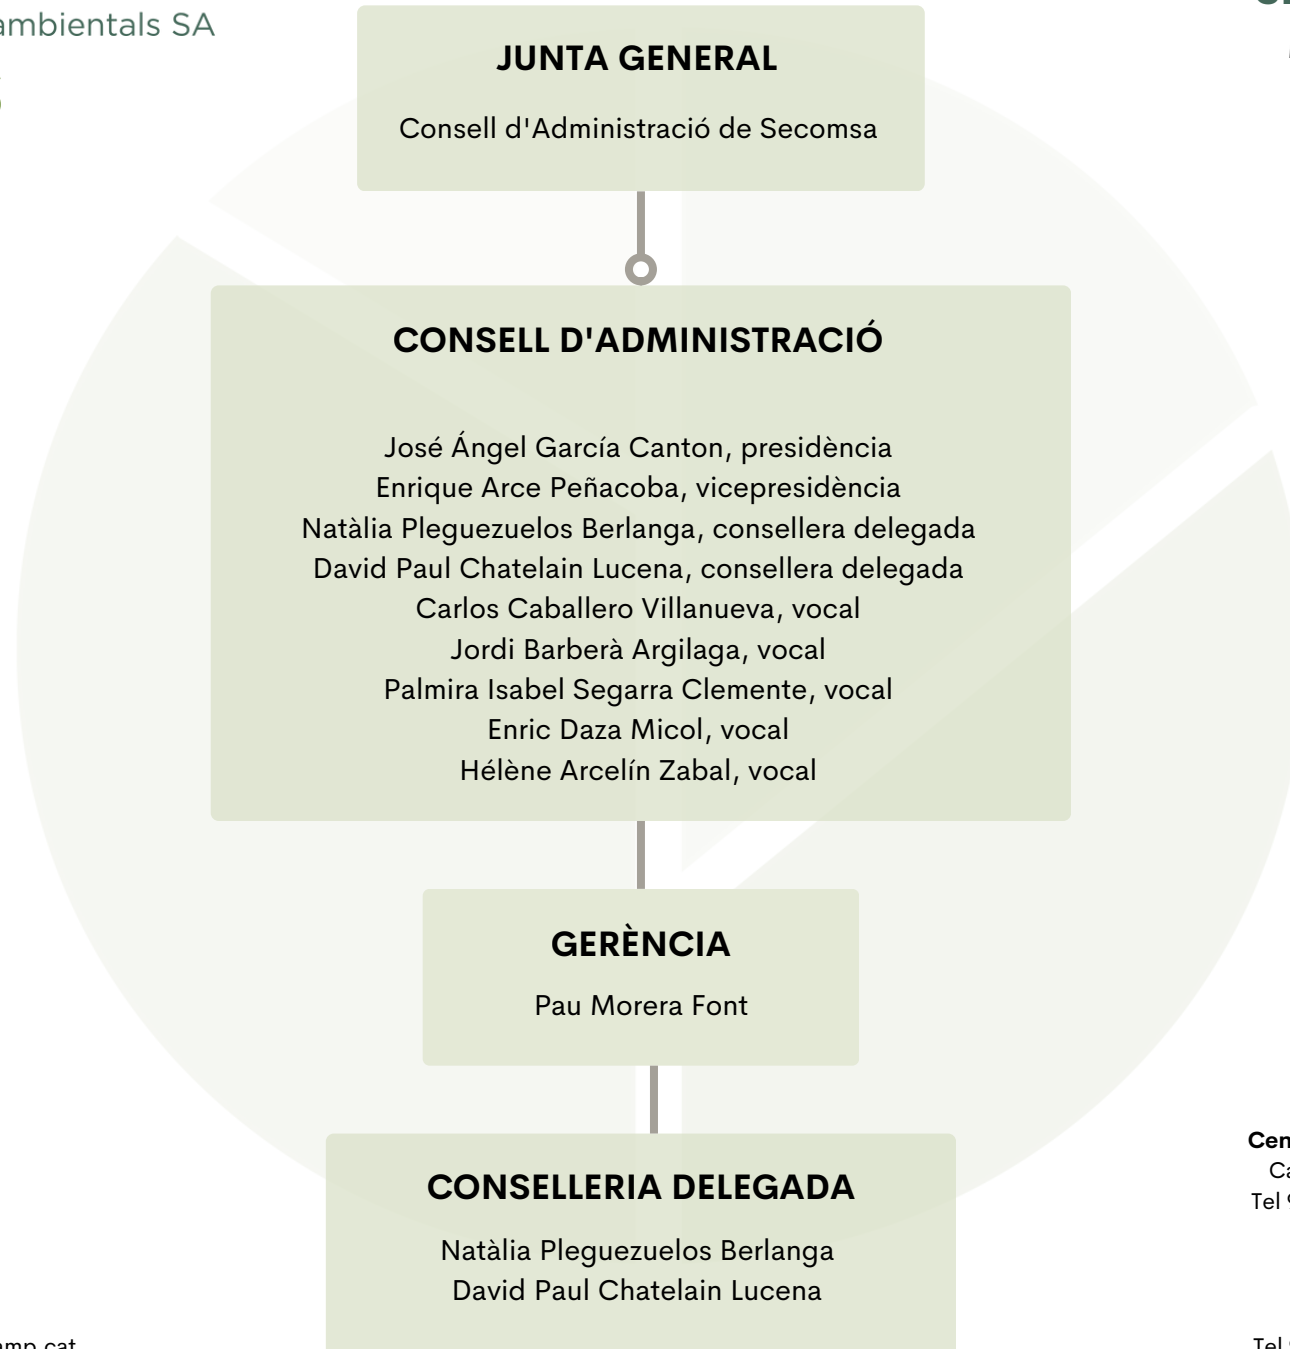 ambientals SA
JUNTA GENERAL
Consell d'Administració de Secomsa
CONSELL D'ADMINISTRACIÓ
José Ángel García Canton, presidència
Enrique Arce Peñacoba, vicepresidència
Natàlia Pleguezuelos Berlanga, consellera delegada
David Paul Chatelain Lucena, consellera delegada
Carlos Caballero Villanueva, vocal
Jordi Barberà Argilaga, vocal
Palmira Isabel Segarra Clemente, vocal
Enric Daza Micol, vocal
Hélène Arcelín Zabal, vocal
GERÈNCIA
Pau Morera Font
CONSELLERIA DELEGADA
Natàlia Pleguezuelos Berlanga
David Paul Chatelain Lucena
Tel
Tel